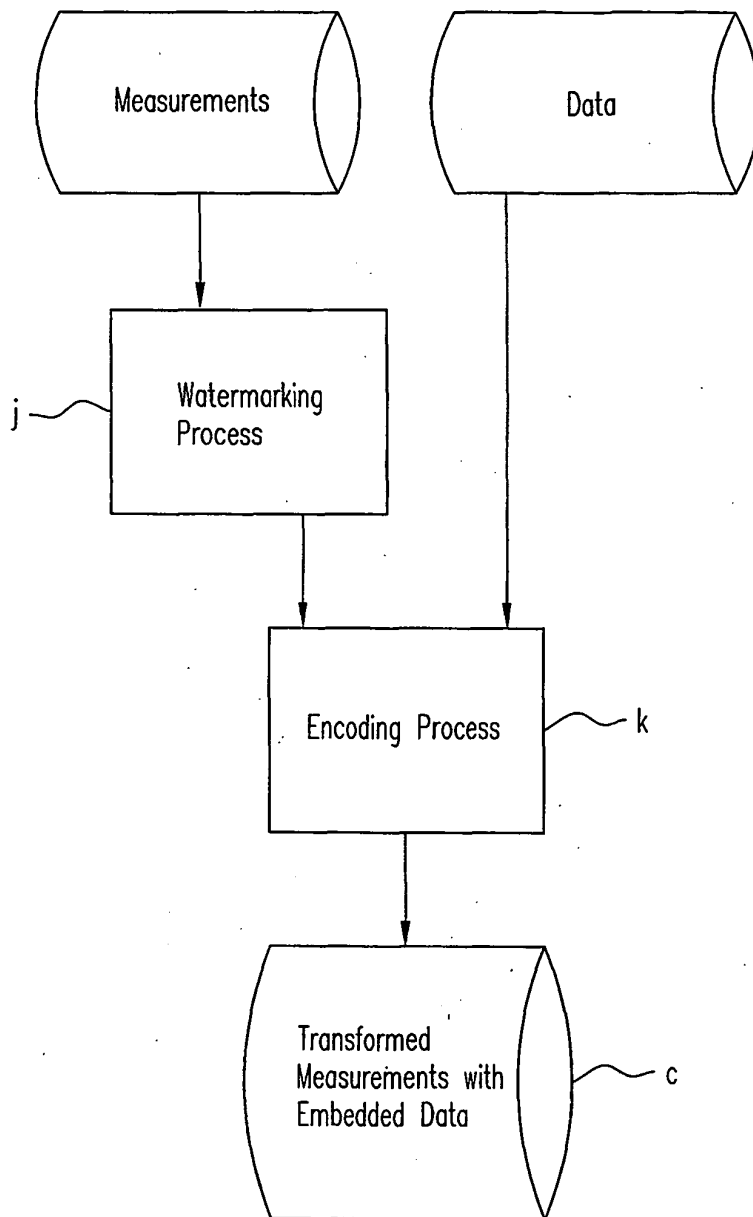 Measurements
Data
Watermarking
Process
j
Encoding Process
k
Transformed
Measurements with
Embedded Data
c